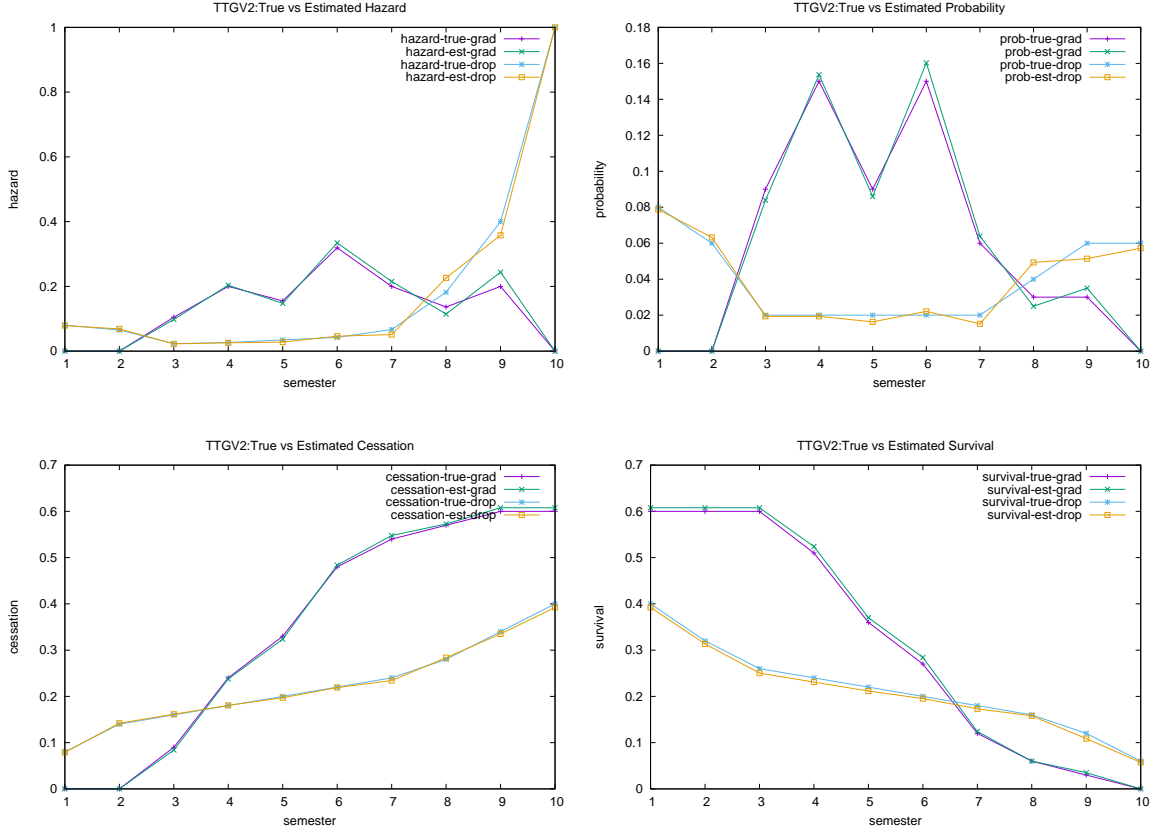 TTGV2:True vs Estimated Hazard
hazard
1
0.8
0.6
0.4
0.2
0
hazard-true-grad
hazard-est-grad
hazard-true-drop
hazard-est-drop
1 2 3 4 5 6 7 8 9 10
semester
TTGV2:True vs Estimated Probability
probability
0.18
0.16
0.14
0.12
0.1
0.08
0.06
0.04
0.02
0
prob-true-grad
prob-est-grad
prob-true-drop
prob-est-drop
1 2 3 4 5 6 7 8 9 10
semester
TTGV2:True vs Estimated Cessation
cessation
0.7
0.6
0.5
0.4
0.3
0.2
0.1
0
cessation-true-grad
cessation-est-grad
cessation-true-drop
cessation-est-drop
1 2 3 4 5 6 7 8 9 10
semester
TTGV2:True vs Estimated Survival
survival
0.7
0.6
0.5
0.4
0.3
0.2
0.1
0
survival-true-grad
survival-est-grad
survival-true-drop
survival-est-drop
1 2 3 4 5 6 7 8 9 10
semester